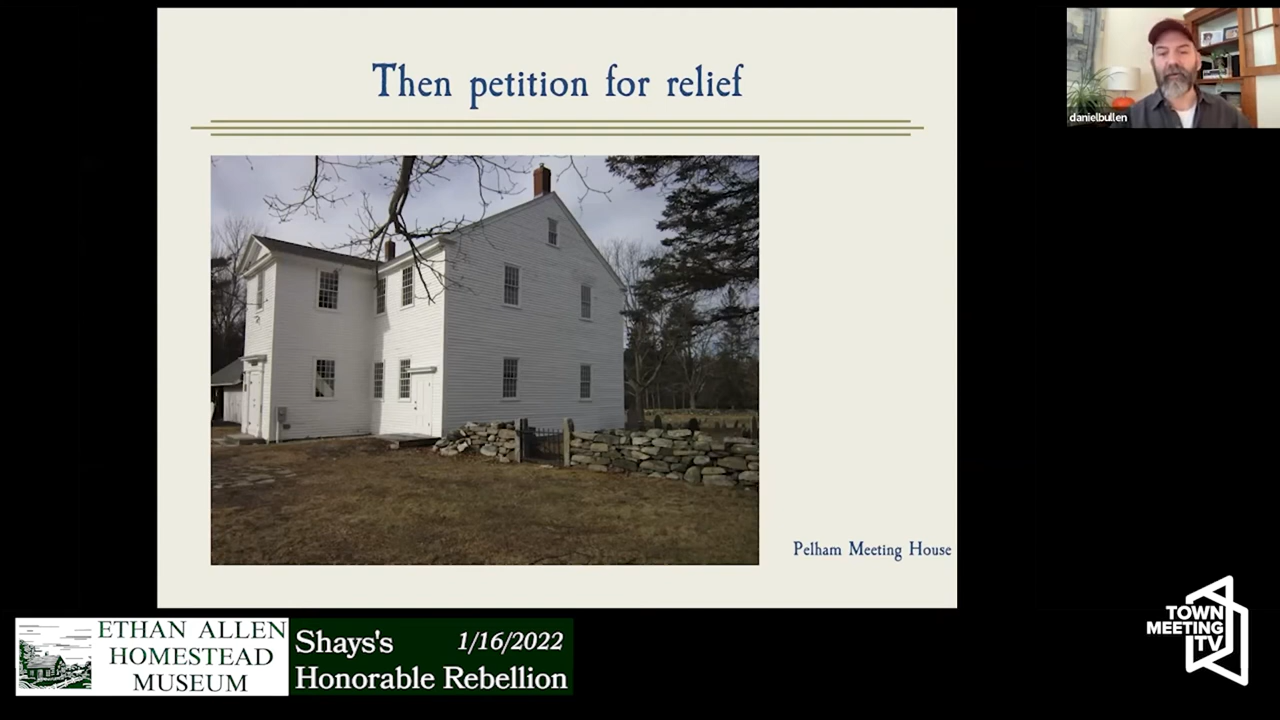 Then petition for relief
danielbullen
Pelham Meeting House
ETHAN ALLEN
HOMESTEAD
MUSEUM
Shays's 1/16/2022
Honorable Rebellion
TOWN
MEETING
TV